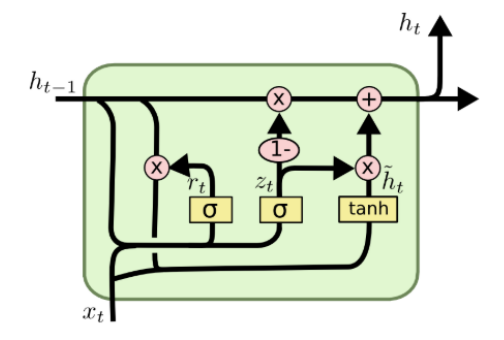 h_t
h_{t-1}
x +
1-
x x
r_t z_t h̃_t
σ σ tanh
x_t